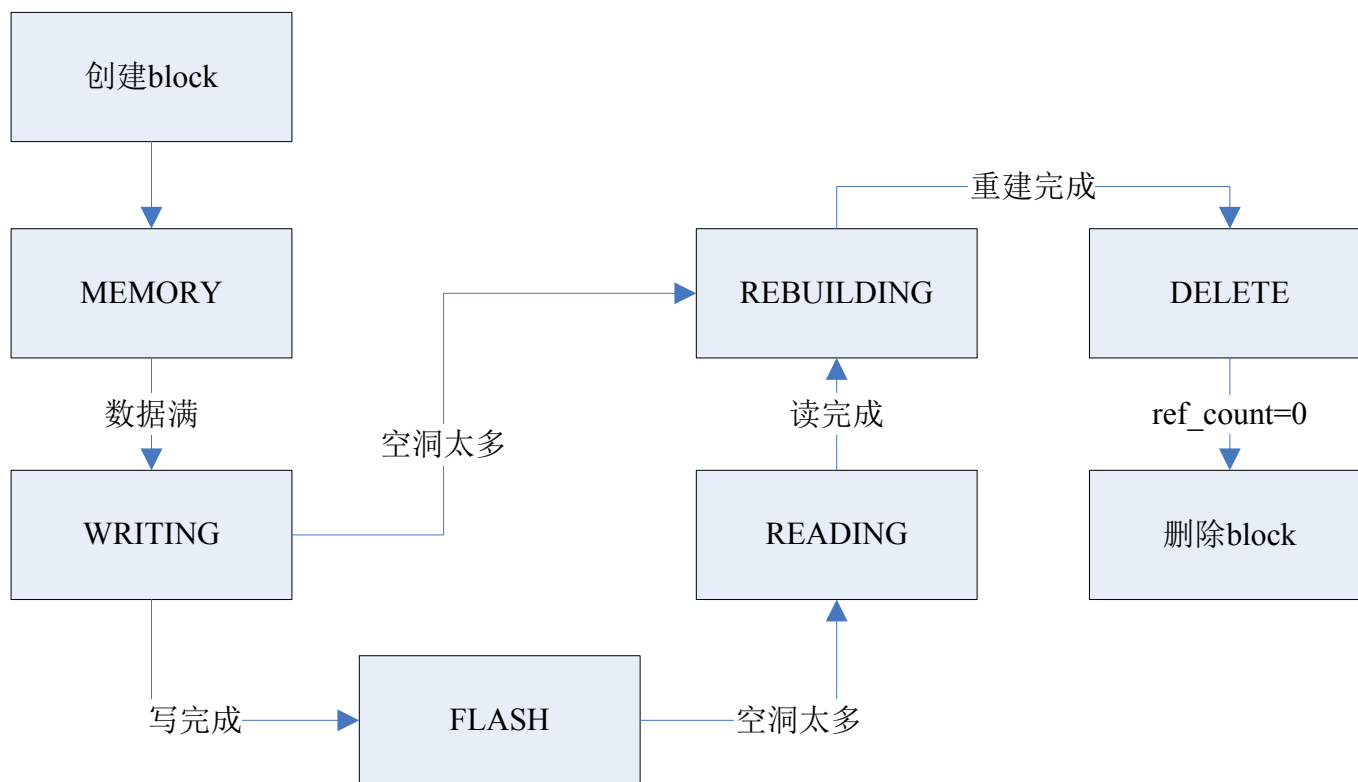 创建block
重建完成
MEMORY
REBUILDING
DELETE
数据满
空洞太多
读完成
ref_count=0
WRITING
READING
删除block
写完成
FLASH
空洞太多